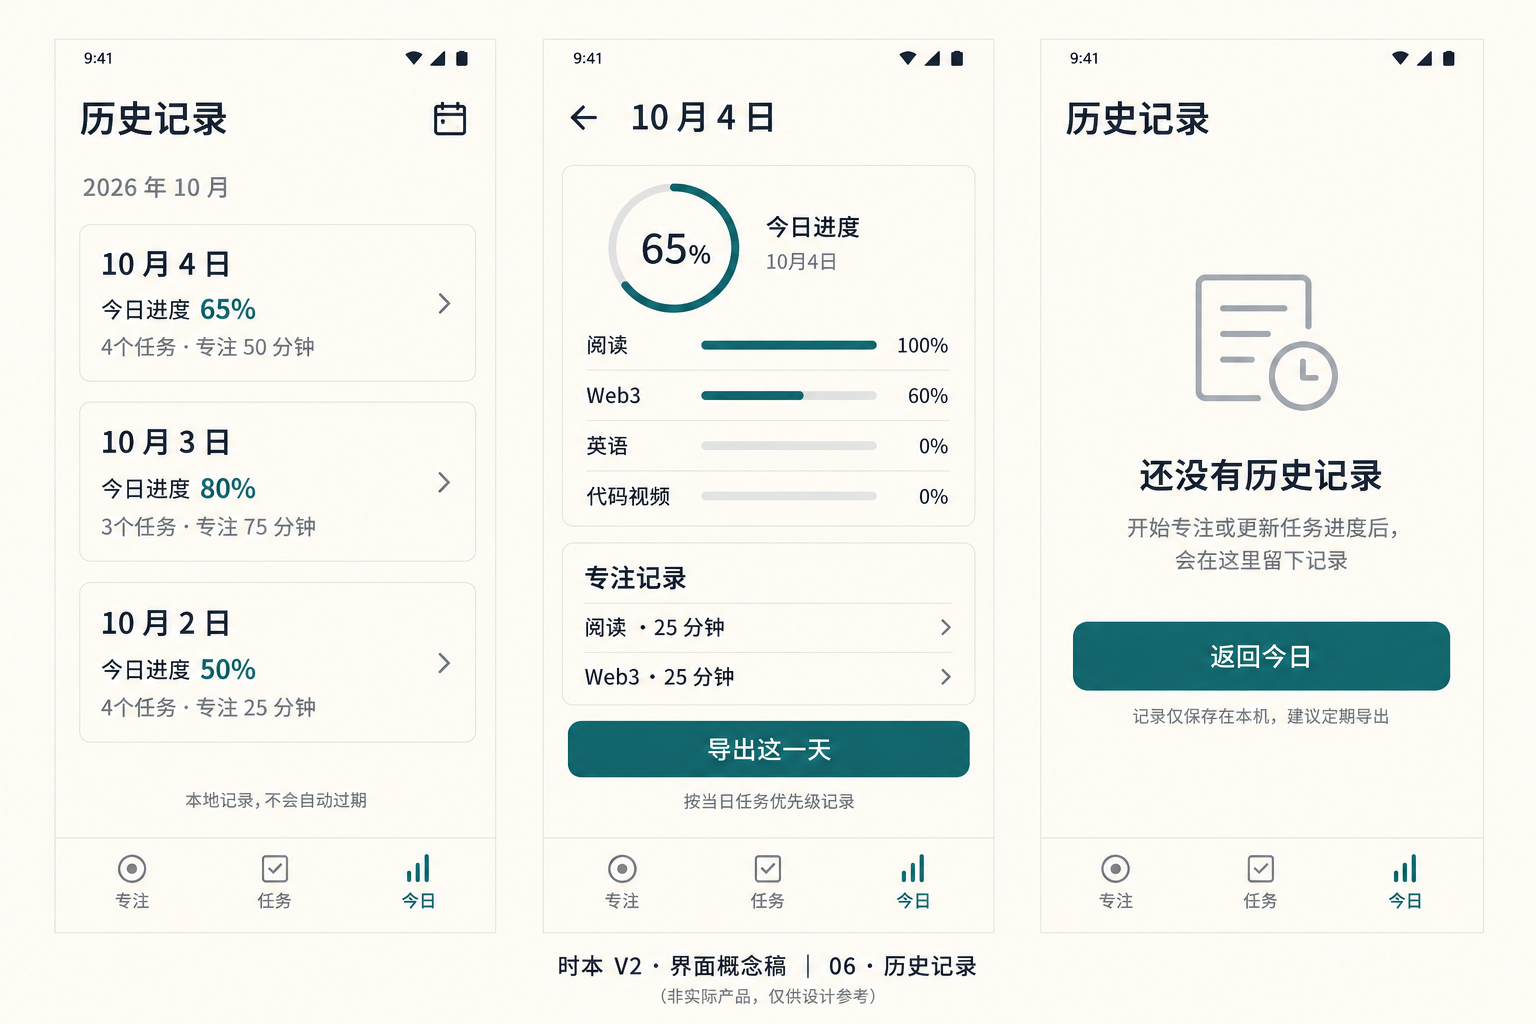 9:41
历史记录
2026 年 10 月
10 月 4 日
今日进度 65%
4个任务 · 专注 50 分钟
10 月 3 日
今日进度 80%
3个任务 · 专注 75 分钟
10 月 2 日
今日进度 50%
4个任务 · 专注 25 分钟
本地记录，不会自动过期
专注
任务
今日
9:41
10 月 4 日
65%
今日进度
10月4日
阅读 100%
Web3 60%
英语 0%
代码视频 0%
专注记录
阅读 · 25 分钟
Web3 · 25 分钟
导出这一天
按当日任务优先级记录
专注
任务
今日
9:41
历史记录
还没有历史记录
开始专注或更新任务进度后，
会在这里留下记录
返回今日
记录仅保存在本机，建议定期导出
专注
任务
今日
时本 V2 · 界面概念稿 ｜ 06 · 历史记录
（非实际产品，仅供设计参考）